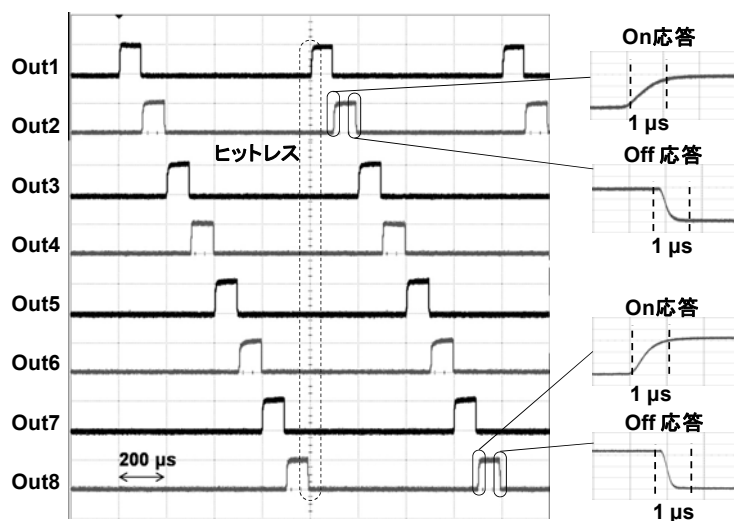 Out1
Out2
Out3
Out4
Out5
Out6
Out7
Out8
ヒットレス
200 µs
On応答
1 µs
Off 応答
1 µs
On応答
1 µs
Off 応答
1 µs